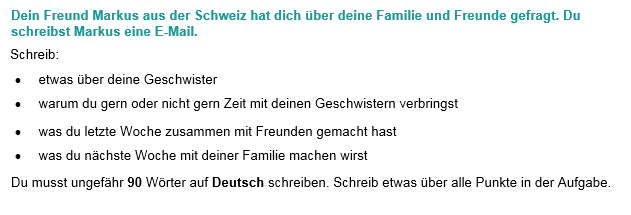 Dein Freund Markus aus der Schweiz hat dich über deine Familie und Freunde gefragt. Du
schreibst Markus eine E-Mail.
Schreib:
• etwas über deine Geschwister
• warum du gern oder nicht gern Zeit mit deinen Geschwistern verbringst
• was du letzte Woche zusammen mit Freunden gemacht hast
• was du nächste Woche mit deiner Familie machen wirst
Du musst ungefähr 90 Wörter auf Deutsch schreiben. Schreib etwas über alle Punkte in der Aufgabe.